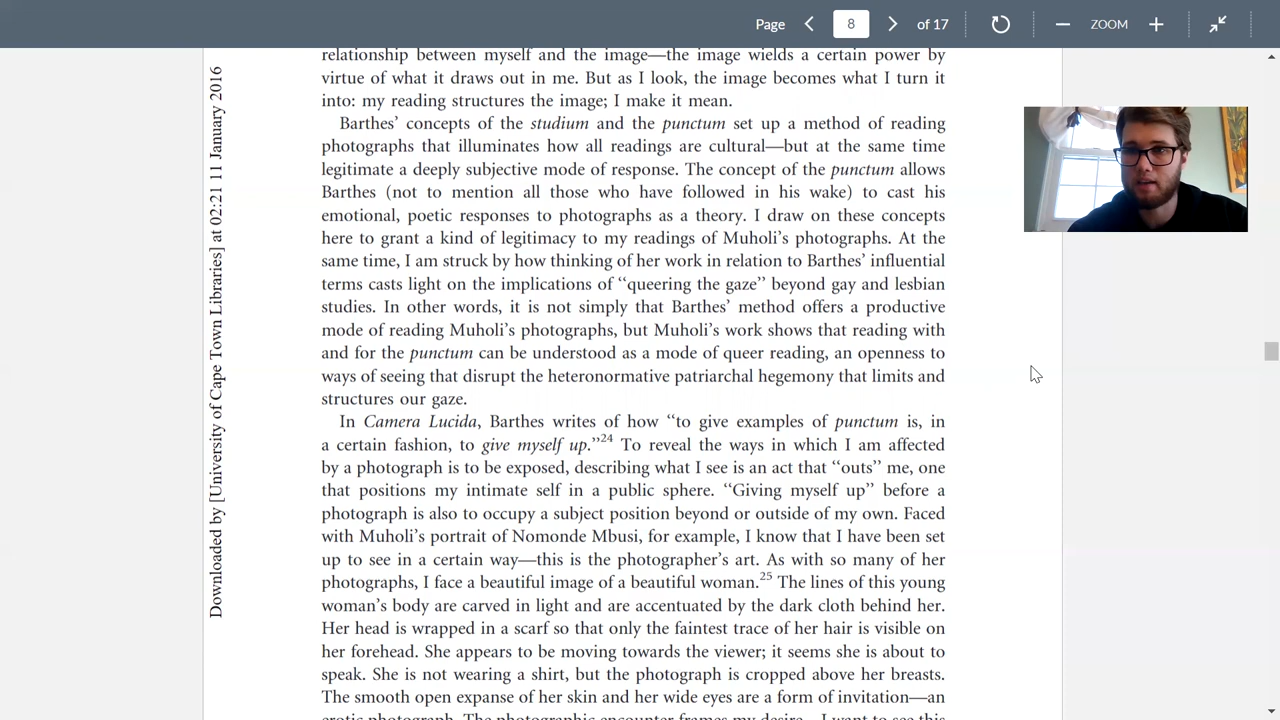 Page 8 of 17 ZOOM
Downloaded by [University of Cape Town Libraries] at 02:21 11 January 2016
relationship between myself and the image—the image wields a certain power by
virtue of what it draws out in me. But as I look, the image becomes what I turn it
into: my reading structures the image; I make it mean.
Barthes' concepts of the studium and the punctum set up a method of reading
photographs that illuminates how all readings are cultural—but at the same time
legitimate a deeply subjective mode of response. The concept of the punctum allows
Barthes (not to mention all those who have followed in his wake) to cast his
emotional, poetic responses to photographs as a theory. I draw on these concepts
here to grant a kind of legitimacy to my readings of Muholi's photographs. At the
same time, I am struck by how thinking of her work in relation to Barthes' influential
terms casts light on the implications of ‘‘queering the gaze’’ beyond gay and lesbian
studies. In other words, it is not simply that Barthes' method offers a productive
mode of reading Muholi's photographs, but Muholi's work shows that reading with
and for the punctum can be understood as a mode of queer reading, an openness to
ways of seeing that disrupt the heteronormative patriarchal hegemony that limits and
structures our gaze.
In Camera Lucida, Barthes writes of how ‘‘to give examples of punctum is, in
a certain fashion, to give myself up.’’24 To reveal the ways in which I am affected
by a photograph is to be exposed, describing what I see is an act that ‘‘outs’’ me, one
that positions my intimate self in a public sphere. ‘‘Giving myself up’’ before a
photograph is also to occupy a subject position beyond or outside of my own. Faced
with Muholi's portrait of Nomonde Mbusi, for example, I know that I have been set
up to see in a certain way—this is the photographer's art. As with so many of her
photographs, I face a beautiful image of a beautiful woman.25 The lines of this young
woman's body are carved in light and are accentuated by the dark cloth behind her.
Her head is wrapped in a scarf so that only the faintest trace of her hair is visible on
her forehead. She appears to be moving towards the viewer; it seems she is about to
speak. She is not wearing a shirt, but the photograph is cropped above her breasts.
The smooth open expanse of her skin and her wide eyes are a form of invitation—an
erotic photograph. The photographic encounter frames my desire—I want to see this